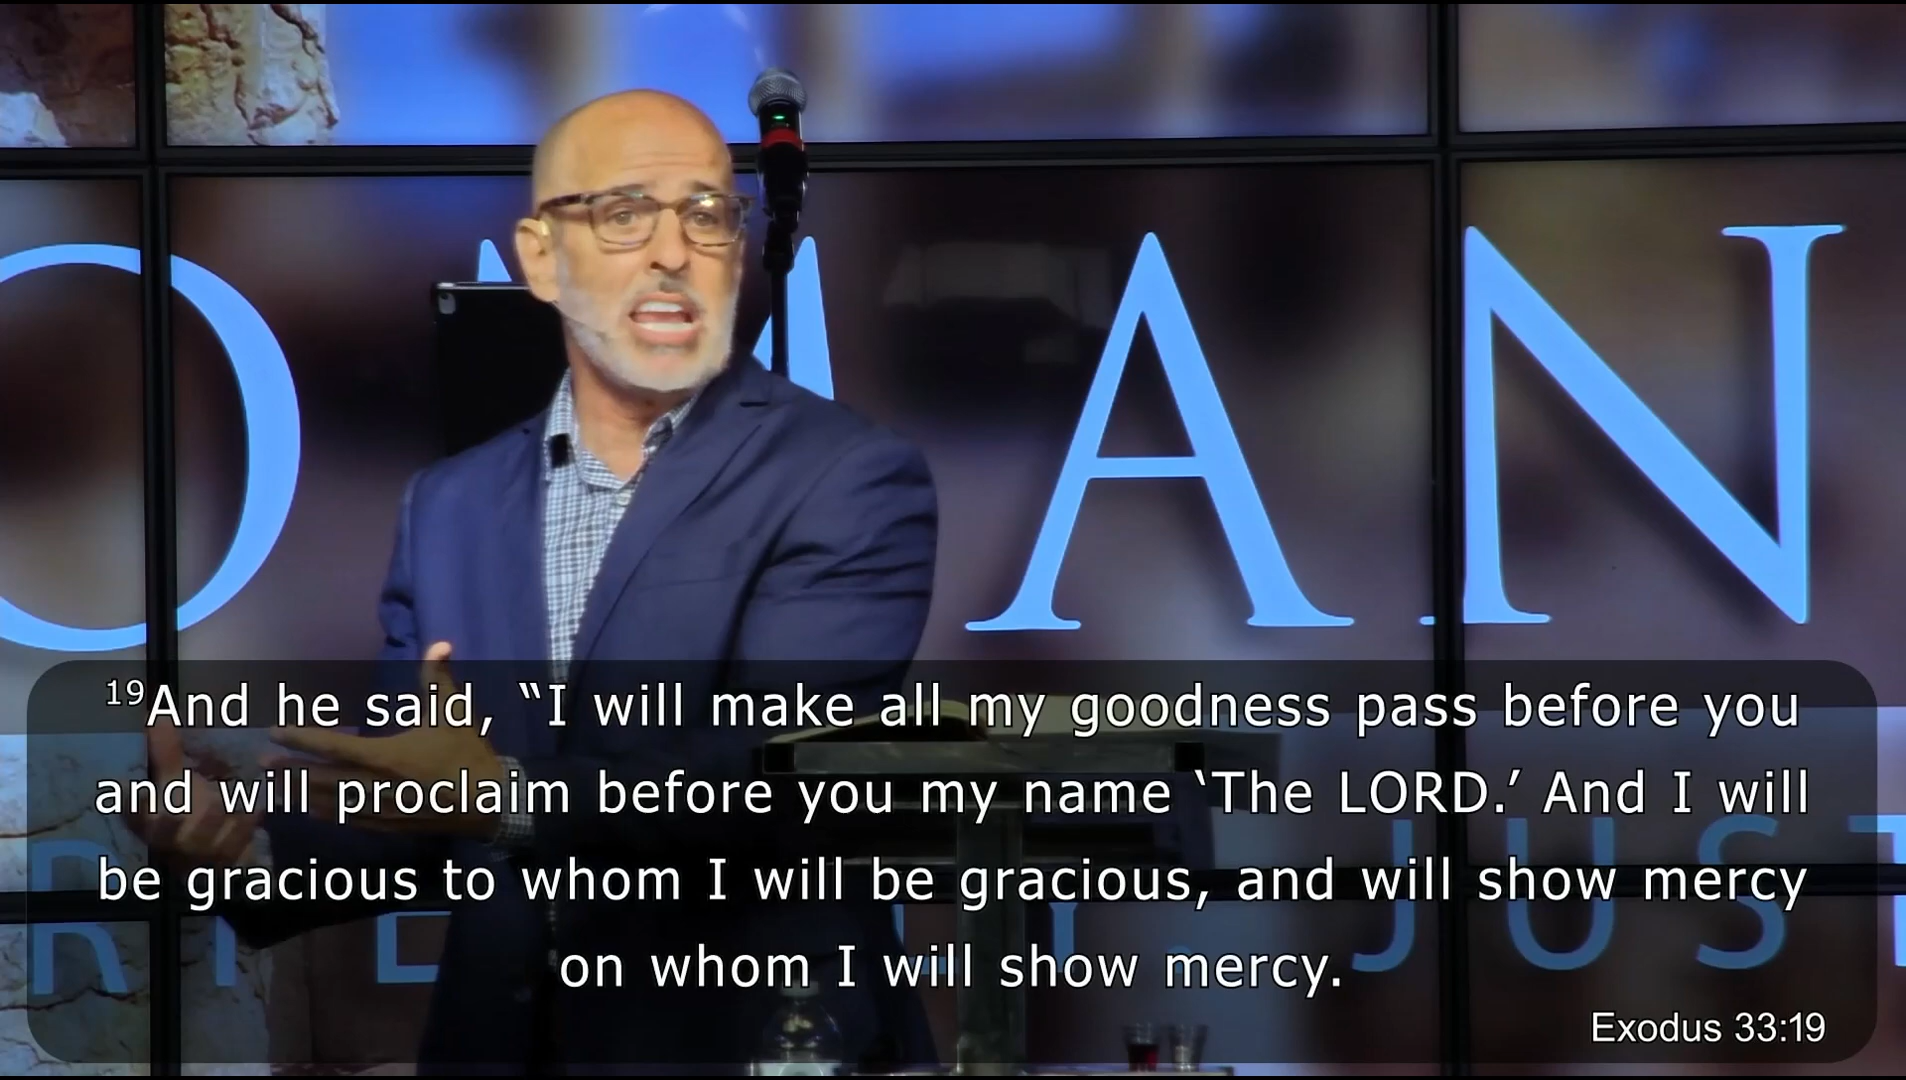 OMAN
¹⁹And he said, “I will make all my goodness pass before you
and will proclaim before you my name ‘The LORD.’ And I will
be gracious to whom I will be gracious, and will show mercy
on whom I will show mercy.
Exodus 33:19